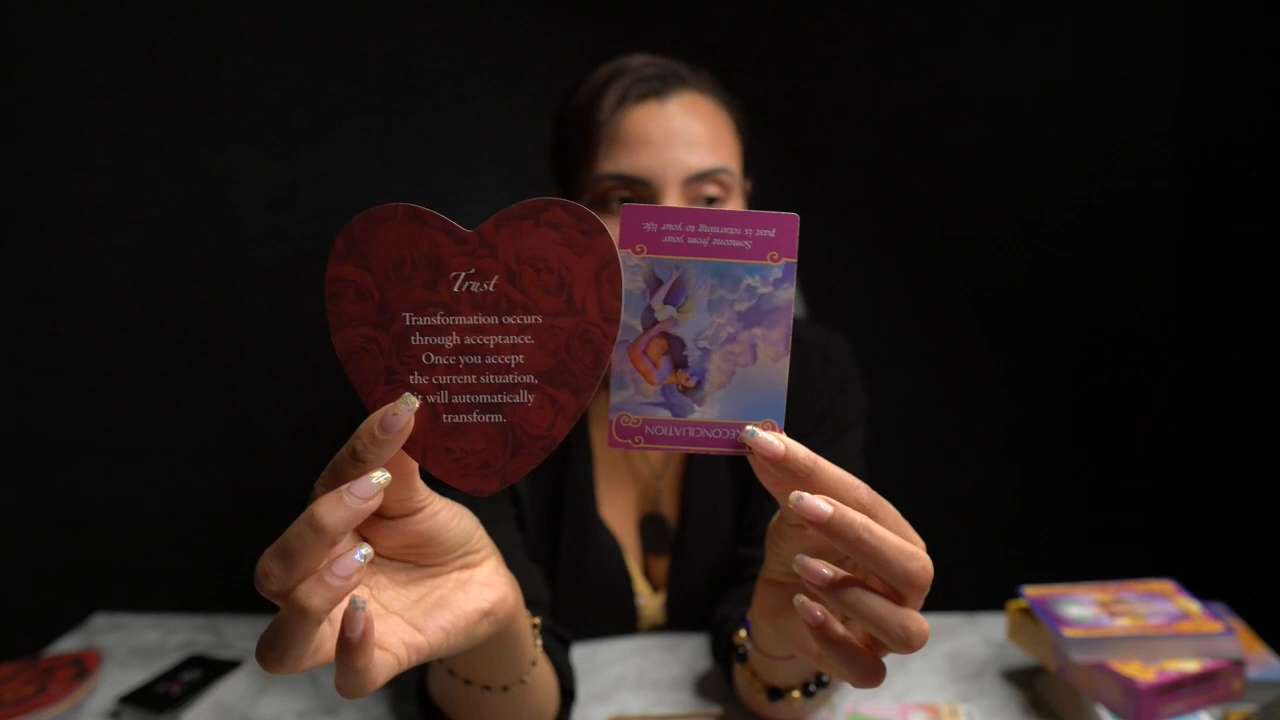 Trust
Transformation occurs
through acceptance.
Once you accept
the current situation,
it will automatically
transform.
RECONCILIATION
Someone from your
past is returning to your life.